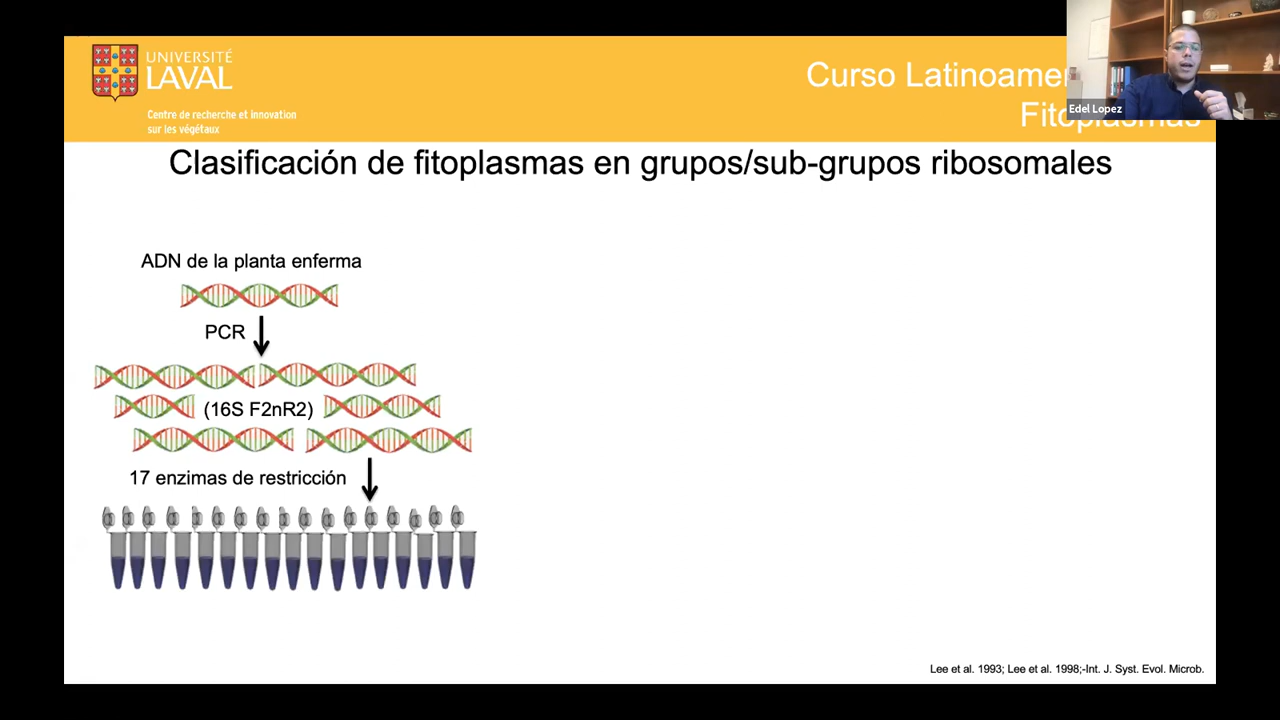 UNIVERSITÉ
LAVAL
Centre de recherche et innovation
sur les végétaux
Curso Latinoamer
Edel Lopez
Clasificación de fitoplasmas en grupos/sub-grupos ribosomales
ADN de la planta enferma
PCR
(16S F2nR2)
17 enzimas de restricción
Lee et al. 1993; Lee et al. 1998;-Int. J. Syst. Evol. Microb.